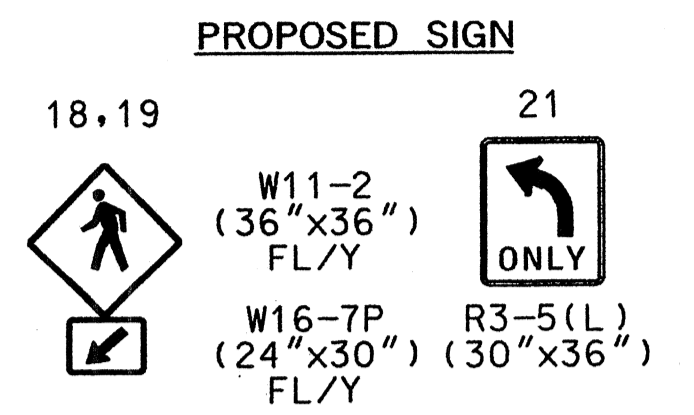 PROPOSED SIGN
18,19
21
W11-2
(36"x36")
FL/Y
ONLY
W16-7P
(24"x30")
FL/Y
R3-5(L)
(30"x36")